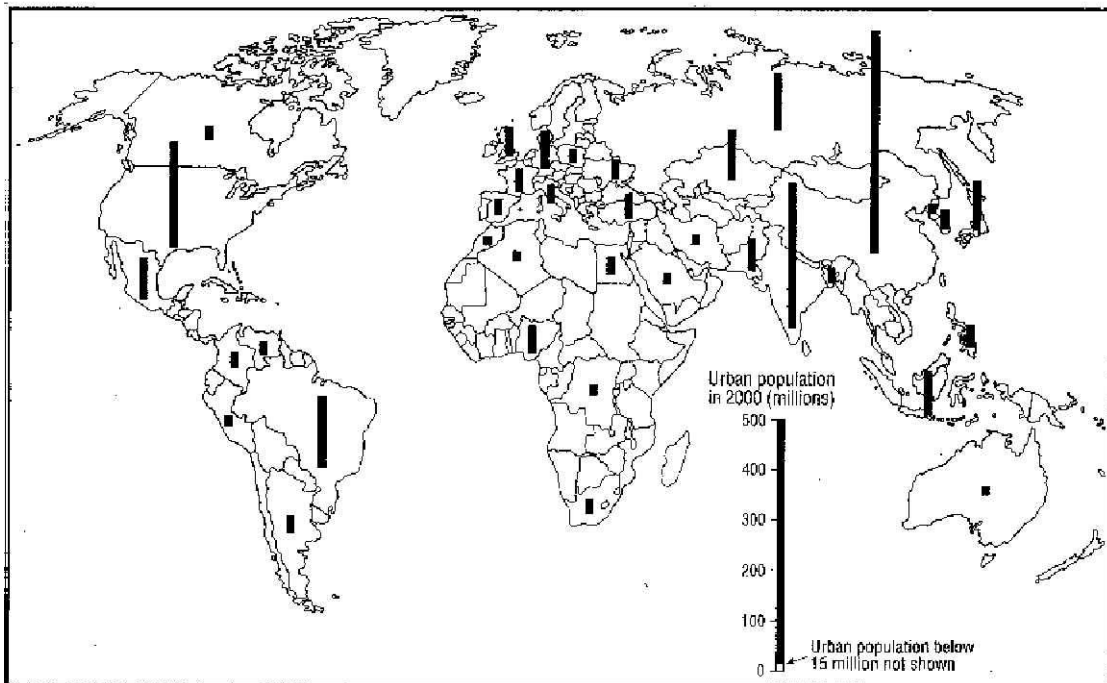 Urban population
in 2000 (millions)
500
400
300
200
100
0
Urban population below
15 million not shown